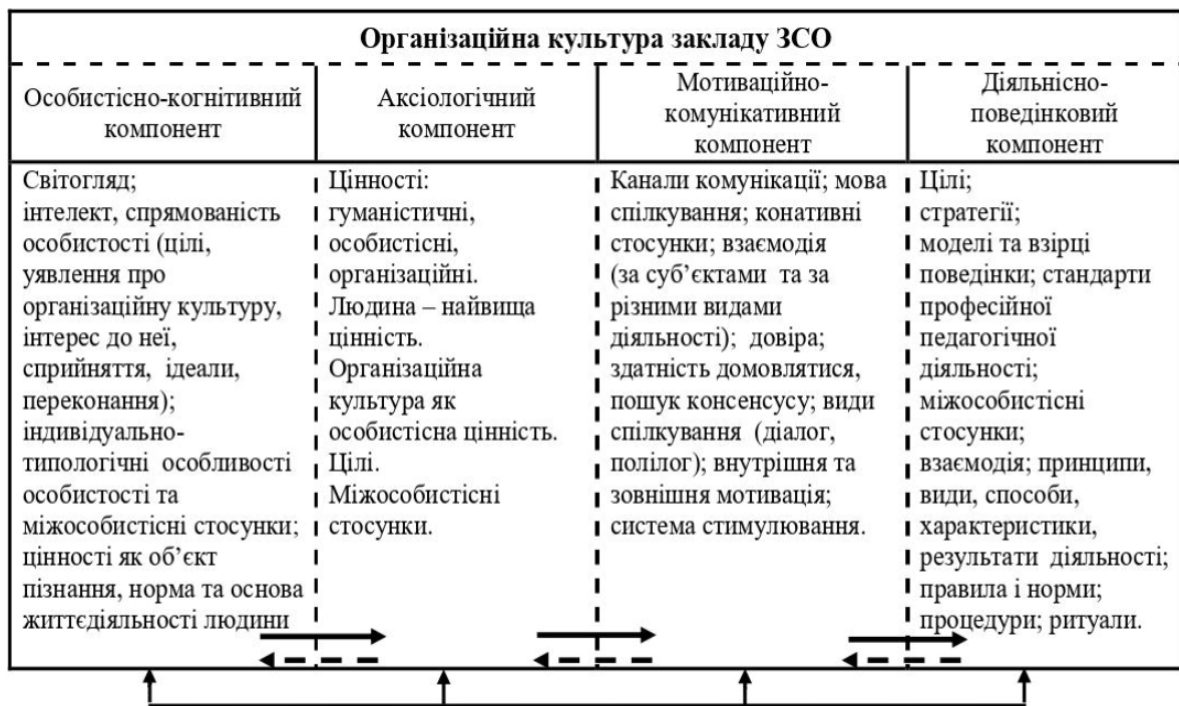 Організаційна культура закладу ЗСО
Особистісно-когнітивний
компонент
Аксіологічний
компонент
Мотиваційно-
комунікативний
компонент
Діяльнісно-
поведінковий
компонент
Світогляд;
інтелект, спрямованість
особистості (цілі,
уявлення про
організаційну культуру,
інтерес до неї,
сприйняття, ідеали,
переконання);
індивідуально-
типологічні особливості
особистості та
міжособистісні стосунки;
цінності як об’єкт
пізнання, норма та основа
життєдіяльності людини
Цінності:
гуманістичні,
особистісні,
організаційні.
Людина – найвища
цінність.
Організаційна
культура як
особистісна цінність.
Цілі.
Міжособистісні
стосунки.
Канали комунікації; мова
спілкування; конативні
стосунки; взаємодія
(за суб’єктами та за
різними видами
діяльності); довіра;
здатність домовлятися,
пошук консенсусу; види
спілкування (діалог,
полілог); внутрішня та
зовнішня мотивація;
система стимулювання.
Цілі;
стратегії;
моделі та взірці
поведінки; стандарти
професійної
педагогічної
діяльності;
міжособистісні
стосунки;
взаємодія; принципи,
види, способи,
характеристики,
результати діяльності;
правила і норми;
процедури; ритуали.